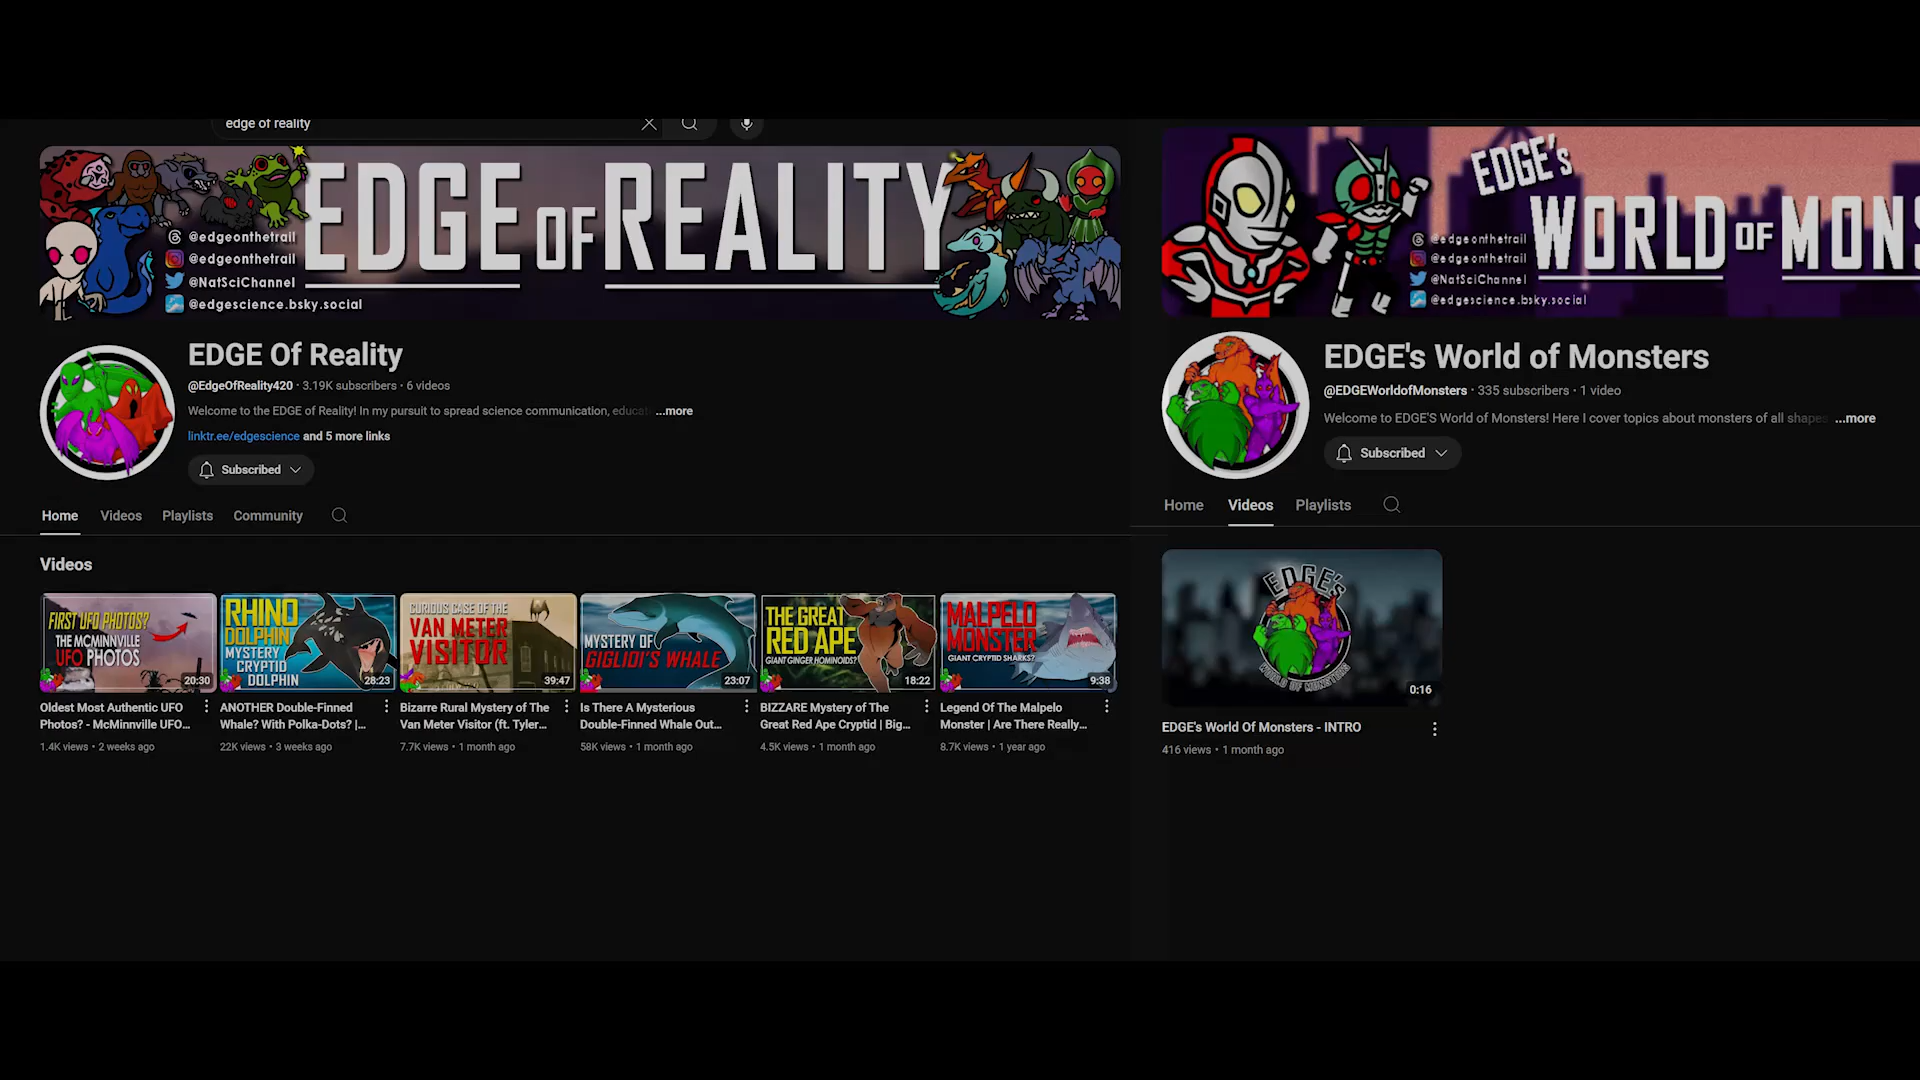 edge of reality
EDGE OF REALITY
@edgeonthetrail
@edgeonthetrail
@NatSciChannel
@edgescience.bsky.social
EDGE Of Reality
@EdgeOfReality420 · 3.19K subscribers · 6 videos
Welcome to the EDGE of Reality! In my pursuit to spread science communication, educat ...more
linktr.ee/edgescience and 5 more links
Subscribed
Home Videos Playlists Community
Videos
FIRST UFO PHOTOS?
THE MCMINNVILLE
UFO PHOTOS
20:30
Oldest Most Authentic UFO
Photos? - McMinnville UFO...
1.4K views • 2 weeks ago
RHINO
DOLPHIN
MYSTERY
CRYPTID
DOLPHIN
28:23
ANOTHER Double-Finned
Whale? With Polka-Dots? |...
22K views • 3 weeks ago
CURIOUS CASE OF THE
VAN METER
VISITOR
39:47
Bizarre Rural Mystery of The
Van Meter Visitor (ft. Tyler...
7.7K views • 1 month ago
MYSTERY OF
GIGLIOI'S WHALE
23:07
Is There A Mysterious
Double-Finned Whale Out...
58K views • 1 month ago
THE GREAT
RED APE
GIANT GINGER HOMINOIDS?
18:22
BIZZARE Mystery of The
Great Red Ape Cryptid | Big...
4.5K views • 1 month ago
MALPELO
MONSTER
GIANT CRYPTID SHARKS?
9:38
Legend Of The Malpelo
Monster | Are There Really...
8.7K views • 1 year ago
EDGE's
WORLD OF MONS
@edgeonthetrail
@edgeonthetrail
@NatSciChannel
@edgescience.bsky.social
EDGE's World of Monsters
@EDGEWorldofMonsters · 335 subscribers · 1 video
Welcome to EDGE'S World of Monsters! Here I cover topics about monsters of all shapes ...more
Subscribed
Home Videos Playlists
EDGE's
WORLD OF MONSTERS
0:16
EDGE's World Of Monsters - INTRO
416 views • 1 month ago